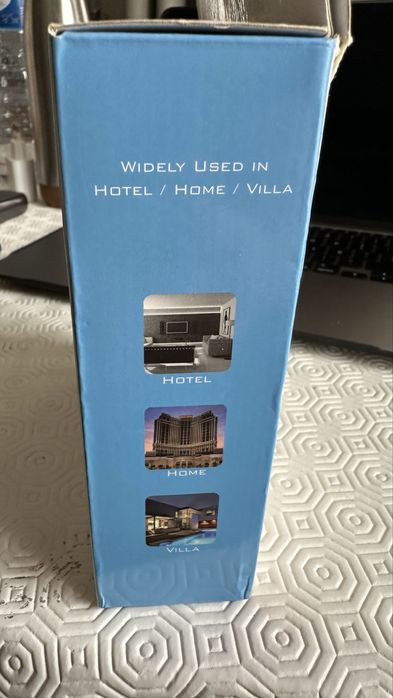 Widely Used in
Hotel / Home / Villa
Hotel
Home
Villa